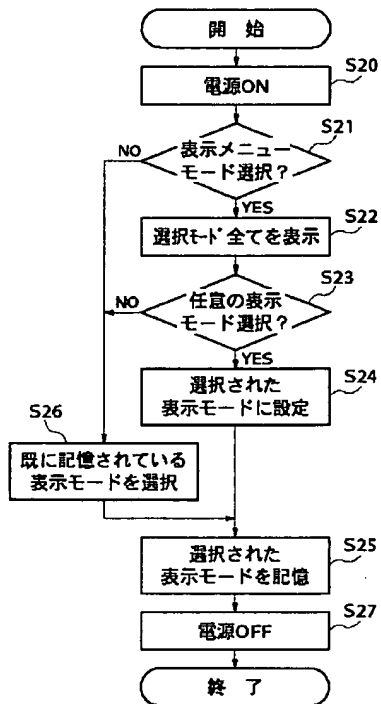 開　始
S20
電源ON
S21
表示メニュー
モード選択？
NO
YES
S22
選択モード全てを表示
S23
任意の表示
モード選択？
NO
YES
S24
選択された
表示モードに設定
S26
既に記憶されている
表示モードを選択
S25
選択された
表示モードを記憶
S27
電源OFF
終　了